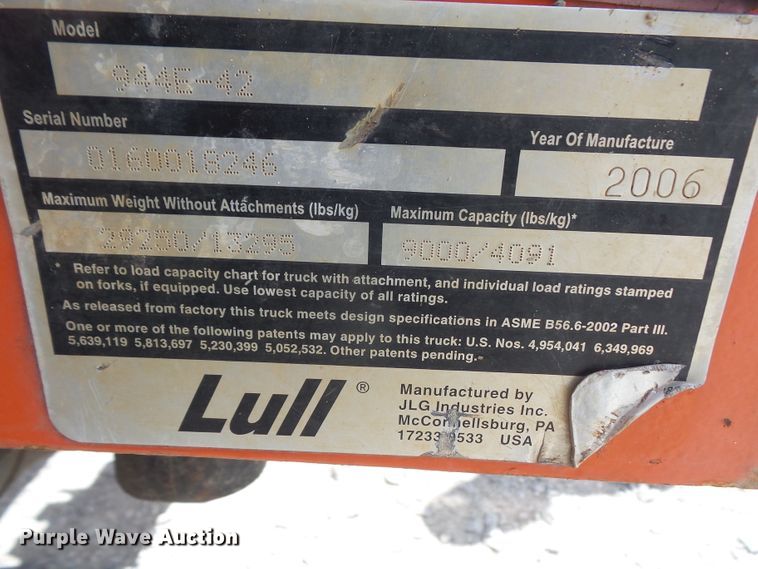 Model
944E-42
Serial Number
0160018246
Year Of Manufacture
2006
Maximum Weight Without Attachments (lbs/kg)
29250/13295
Maximum Capacity (lbs/kg)*
9000/4091
* Refer to load capacity chart for truck with attachment, and individual load ratings stamped
on forks, if equipped. Use lowest capacity of all ratings.
As released from factory this truck meets design specifications in ASME B56.6-2002 Part III.
One or more of the following patents may apply to this truck: U.S. Nos. 4,954,041 6,349,969
5,639,119 5,813,697 5,230,399 5,052,532. Other patents pending.
Lull ®
Manufactured by
JLG Industries Inc.
McConnellsburg, PA
USA
Purple Wave Auction